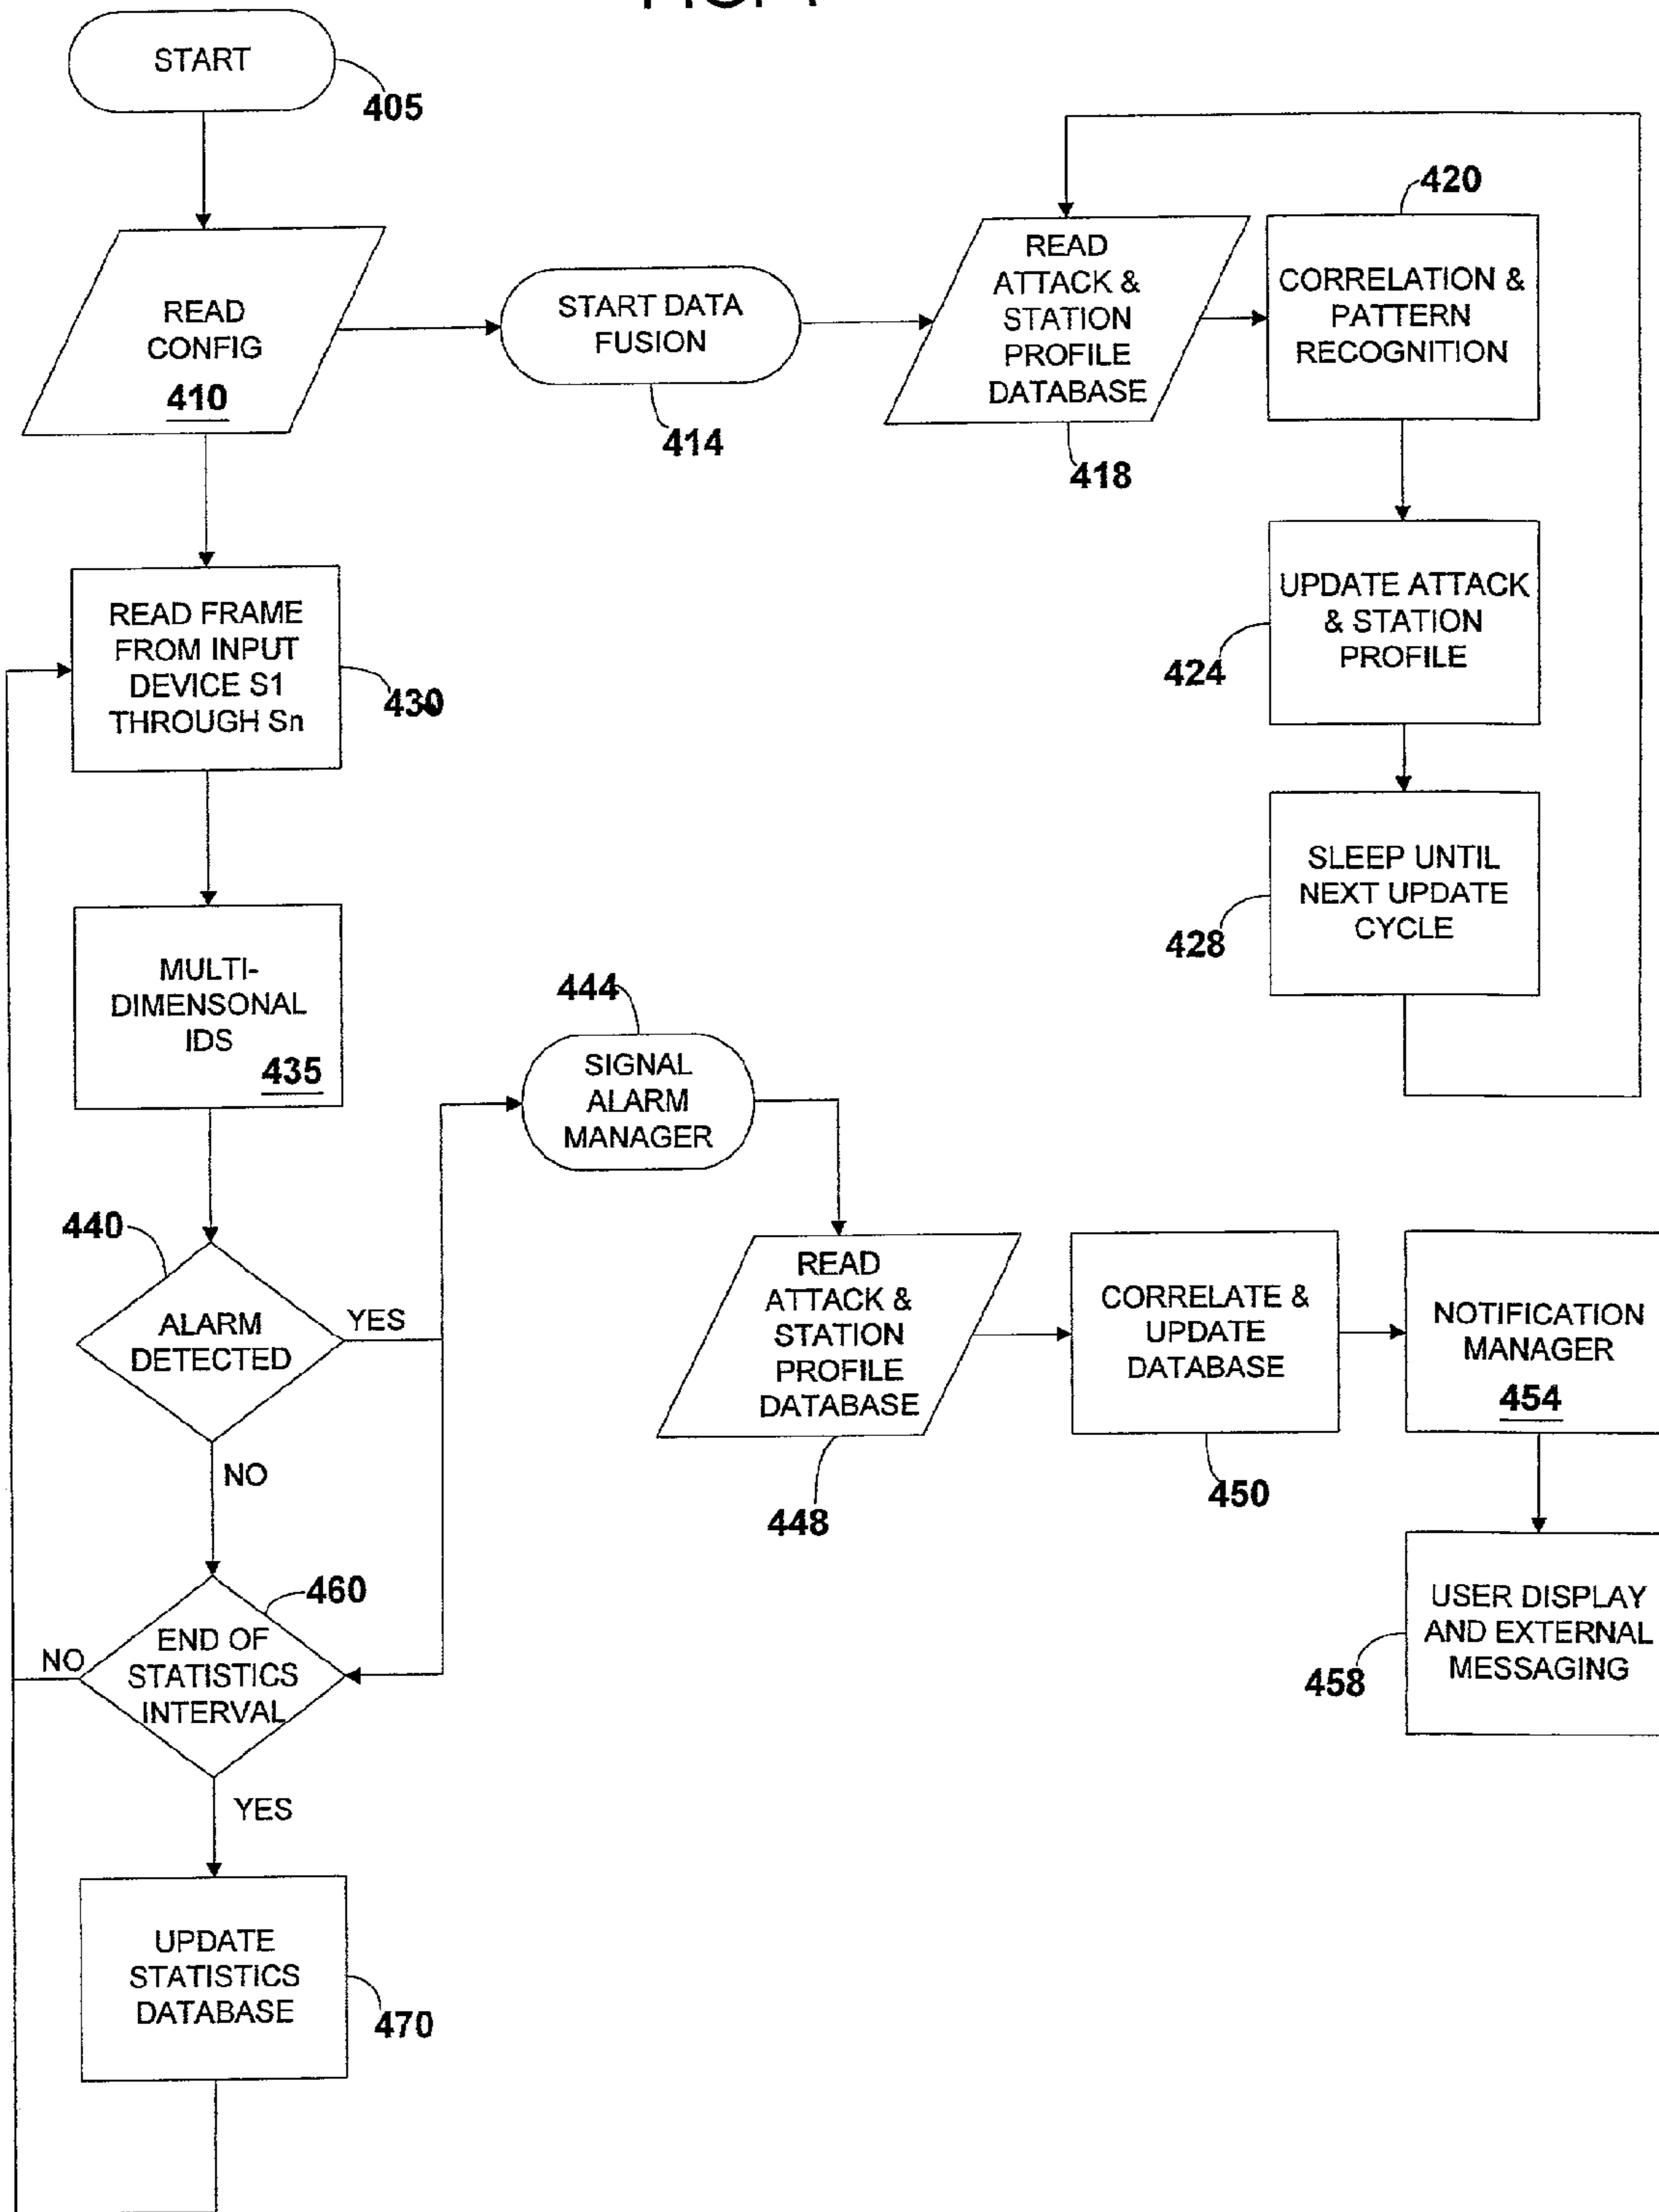 START
405
READ
CONFIG
410
START DATA
FUSION
414
READ
ATTACK &
STATION
PROFILE
DATABASE
418
420
CORRELATION &
PATTERN
RECOGNITION
UPDATE ATTACK
& STATION
PROFILE
424
SLEEP UNTIL
NEXT UPDATE
CYCLE
428
READ FRAME
FROM INPUT
DEVICE S1
THROUGH Sn
430
MULTI-
DIMENSONAL
IDS
435
440
ALARM
DETECTED
YES
NO
444
SIGNAL
ALARM
MANAGER
READ
ATTACK &
STATION
PROFILE
DATABASE
448
CORRELATE &
UPDATE
DATABASE
450
NOTIFICATION
MANAGER
454
USER DISPLAY
AND EXTERNAL
MESSAGING
458
460
END OF
STATISTICS
INTERVAL
NO
YES
UPDATE
STATISTICS
DATABASE
470